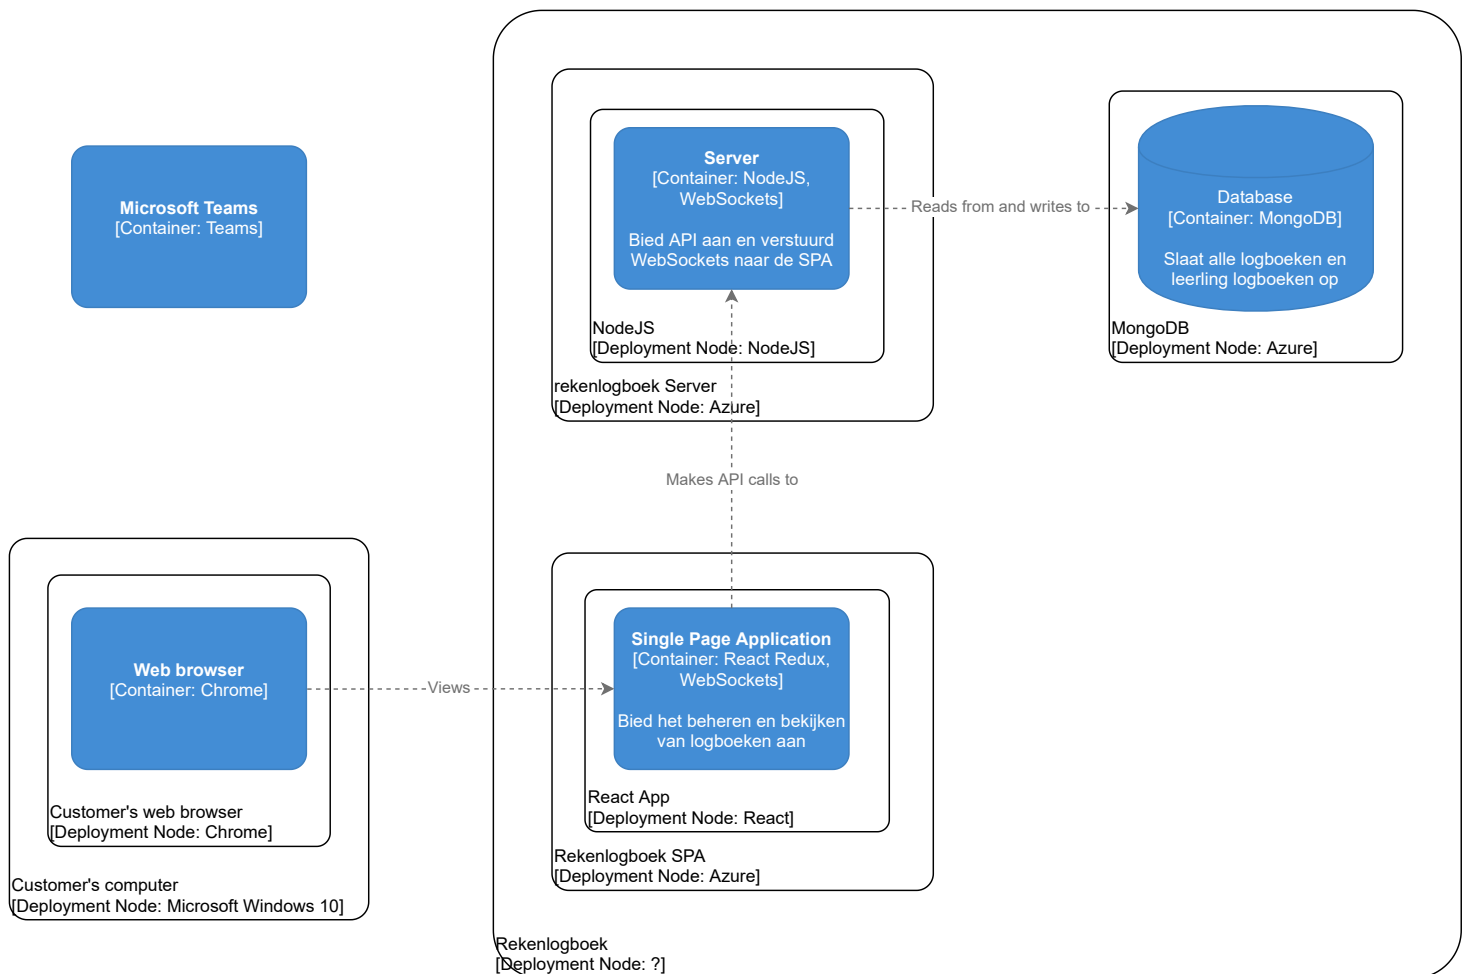 Microsoft Teams
[Container: Teams]
Server
[Container: NodeJS,
WebSockets]
Bied API aan en verstuurd
WebSockets naar de SPA
NodeJS
[Deployment Node: NodeJS]
rekenlogboek Server
[Deployment Node: Azure]
Reads from and writes to
Database
[Container: MongoDB]
Slaat alle logboeken en
leerling logboeken op
MongoDB
[Deployment Node: Azure]
Makes API calls to
Web browser
[Container: Chrome]
Customer's web browser
[Deployment Node: Chrome]
Customer's computer
[Deployment Node: Microsoft Windows 10]
Views
Single Page Application
[Container: React Redux,
WebSockets]
Bied het beheren en bekijken
van logboeken aan
React App
[Deployment Node: React]
Rekenlogboek SPA
[Deployment Node: Azure]
Rekenlogboek
[Deployment Node: ?]